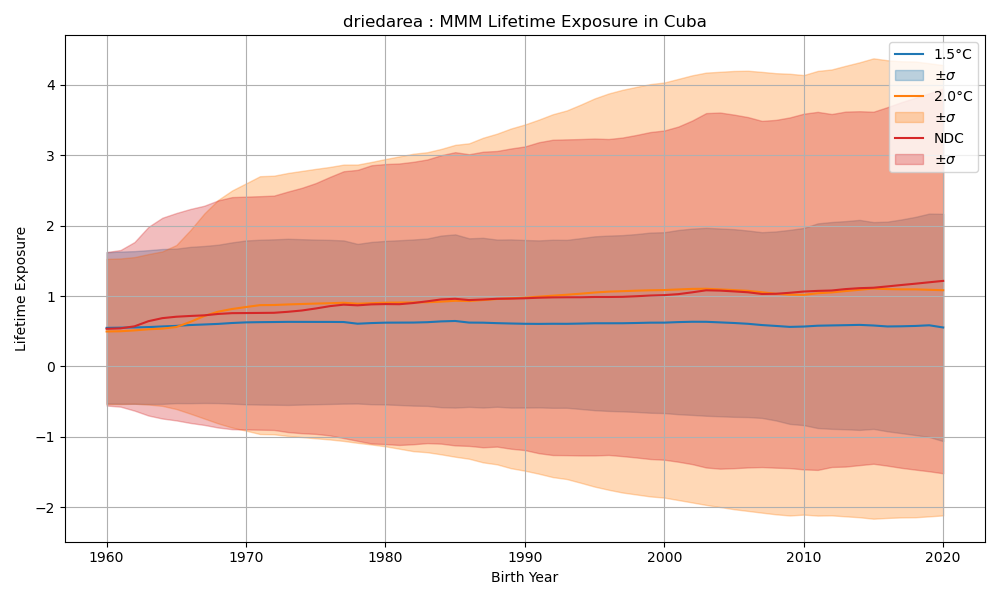 driedarea : MMM Lifetime Exposure in Cuba
1.5°C
±σ
2.0°C
±σ
NDC
±σ
Lifetime Exposure
4
3
2
1
0
−1
−2
1960 1970 1980 1990 2000 2010 2020
Birth Year